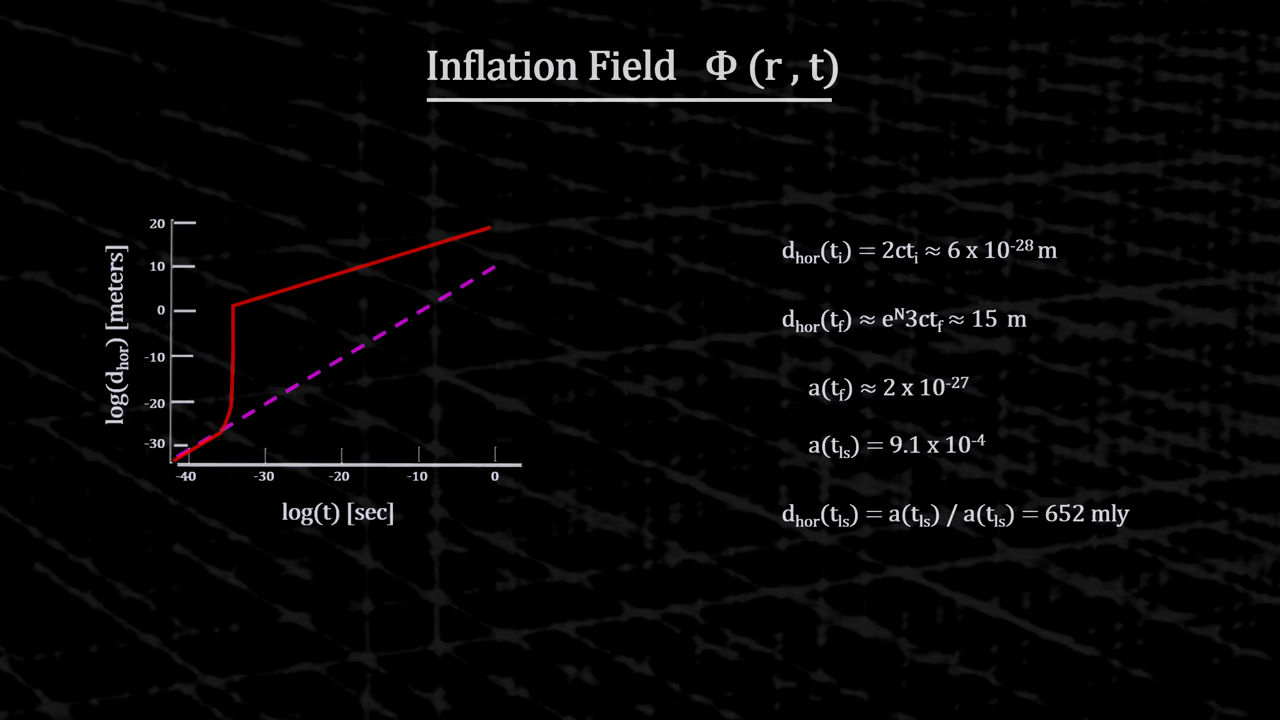 Inflation Field Φ (r , t)
log(d_hor) [meters]
20
10
0
-10
-20
-30
-40 -30 -20 -10 0
log(t) [sec]
d_hor(t_i) = 2ct_i ≈ 6 x 10^-28 m
d_hor(t_f) ≈ e^N3ct_f ≈ 15 m
a(t_f) ≈ 2 x 10^-27
a(t_ls) = 9.1 x 10^-4
d_hor(t_ls) = a(t_ls) / a(t_ls) = 652 mly